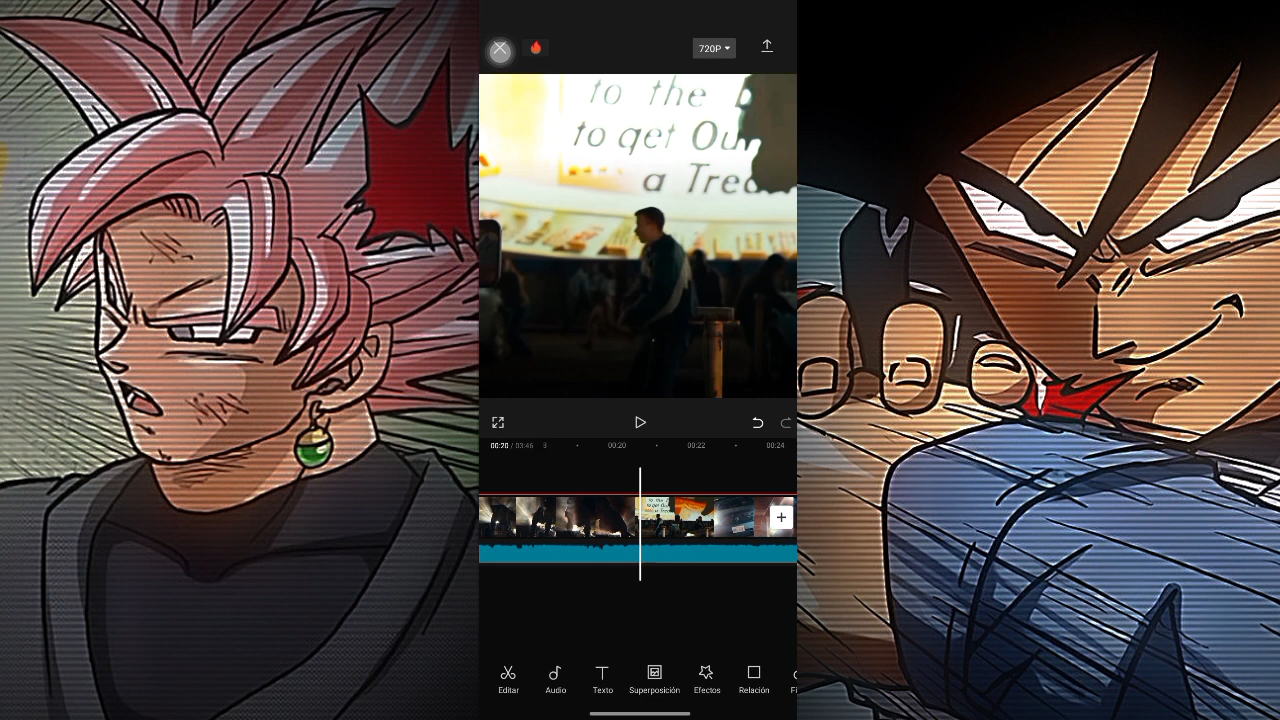 720P
to the
to get Our
a Trea
00:20 / 03:46
00:20
00:22
00:24
Editar
Audio
Texto
Superposición
Efectos
Relación